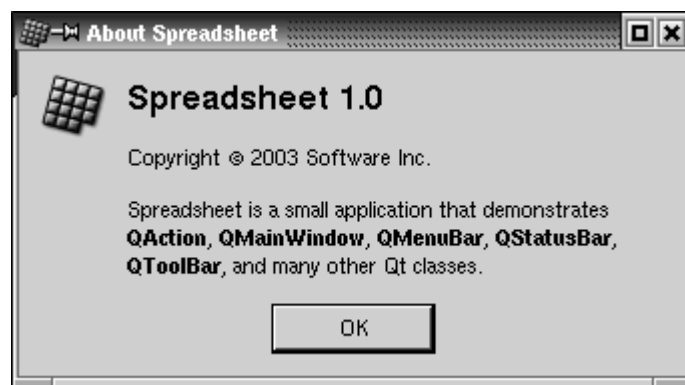 About Spreadsheet
Spreadsheet 1.0
Copyright © 2003 Software Inc.
Spreadsheet is a small application that demonstrates
QAction, QMainWindow, QMenuBar, QStatusBar,
QToolBar, and many other Qt classes.
OK